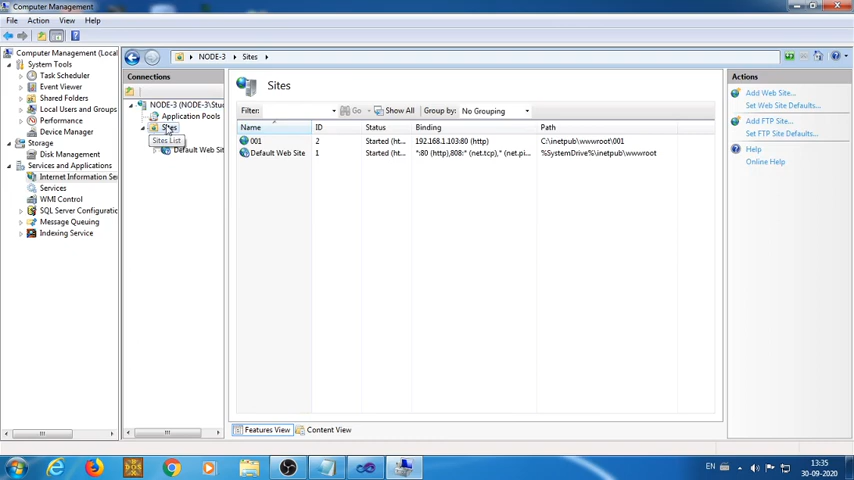 Computer Management
File Action View Help
Computer Management (Local
System Tools
Task Scheduler
Event Viewer
Shared Folders
Local Users and Groups
Performance
Device Manager
Storage
Disk Management
Services and Applications
Internet Information Se
Services
WMI Control
SQL Server Configuratio
Message Queuing
Indexing Service
NODE-3 Sites
Connections
NODE-3 (NODE-3\Stu
Application Pools
Sites
Sites List
Default Web Sit
Sites
Filter: Go Show All Group by: No Grouping
Name ID Status Binding Path
001 2 Started (ht... 192.168.1.103:80 (http) C:\inetpub\wwwroot\001
Default Web Site 1 Started (ht... *:80 (http),808:* (net.tcp),* (net.pi... %SystemDrive%\inetpub\wwwroot
Features View Content View
Actions
Add Web Site...
Set Web Site Defaults...
Add FTP Site...
Set FTP Site Defaults...
Help
Online Help
DOS
EN
13:35
30-09-2020